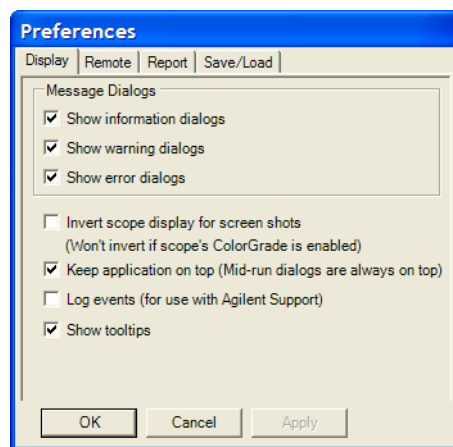 Preferences
Display Remote Report Save/Load
Message Dialogs
Show information dialogs
Show warning dialogs
Show error dialogs
Invert scope display for screen shots
(Won't invert if scope's ColorGrade is enabled)
Keep application on top (Mid-run dialogs are always on top)
Log events (for use with Agilent Support)
Show tooltips
OK Cancel Apply